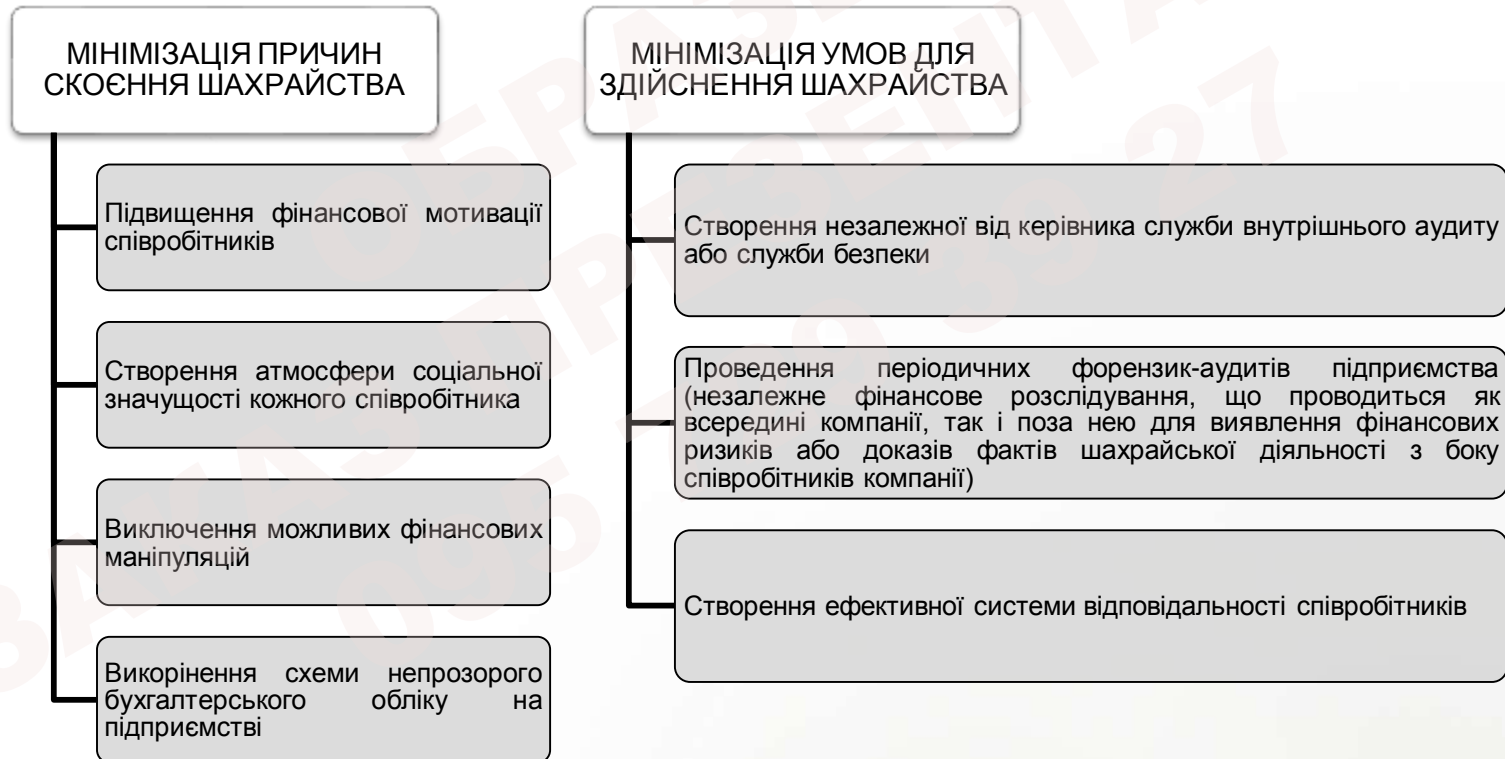 МІНІМІЗАЦІЯ ПРИЧИН
СКОЄННЯ ШАХРАЙСТВА
Підвищення фінансової мотивації
співробітників
Створення атмосфери соціальної
значущості кожного співробітника
Виключення можливих фінансових
маніпуляцій
Викорінення схеми непрозорого
бухгалтерського обліку на
підприємстві
МІНІМІЗАЦІЯ УМОВ ДЛЯ
ЗДІЙСНЕННЯ ШАХРАЙСТВА
Створення незалежної від керівника служби внутрішнього аудиту
або служби безпеки
Проведення періодичних форензик-аудитів підприємства
(незалежне фінансове розслідування, що проводиться як
всередині компанії, так і поза нею для виявлення фінансових
ризиків або доказів фактів шахрайської діяльності з боку
співробітників компанії)
Створення ефективної системи відповідальності співробітників